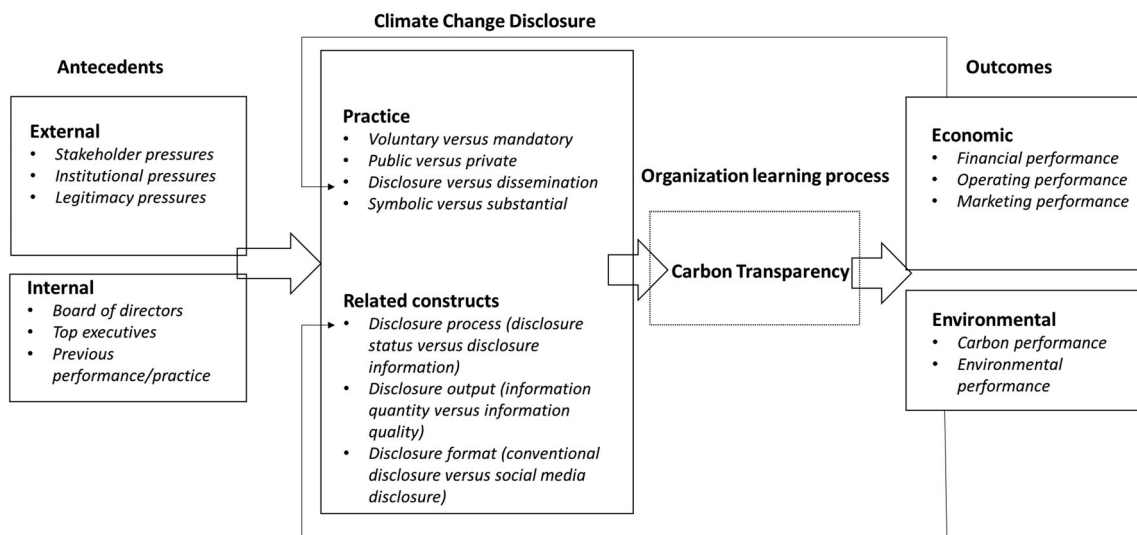 Climate Change Disclosure
Antecedents
External
• Stakeholder pressures
• Institutional pressures
• Legitimacy pressures
Internal
• Board of directors
• Top executives
• Previous
performance/practice
Practice
• Voluntary versus mandatory
• Public versus private
• Disclosure versus dissemination
• Symbolic versus substantial
Related constructs
• Disclosure process (disclosure
status versus disclosure
information)
• Disclosure output (information
quantity versus information
quality)
• Disclosure format (conventional
disclosure versus social media
disclosure)
Organization learning process
Carbon Transparency
Outcomes
Economic
• Financial performance
• Operating performance
• Marketing performance
Environmental
• Carbon performance
• Environmental
performance